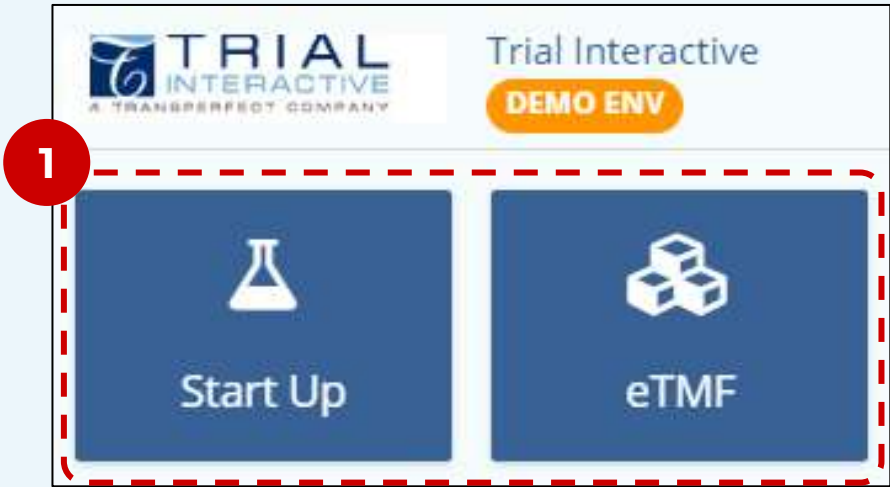 TRIAL
INTERACTIVE
A TRANSPERFECT COMPANY
Trial Interactive
DEMO ENV
1
Start Up
eTMF